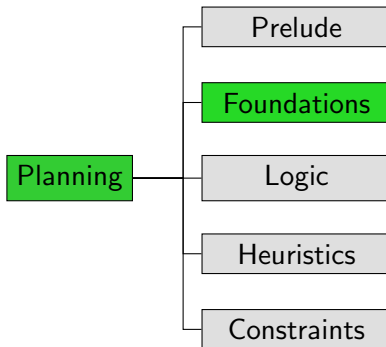 Prelude
Foundations
Planning
Logic
Heuristics
Constraints